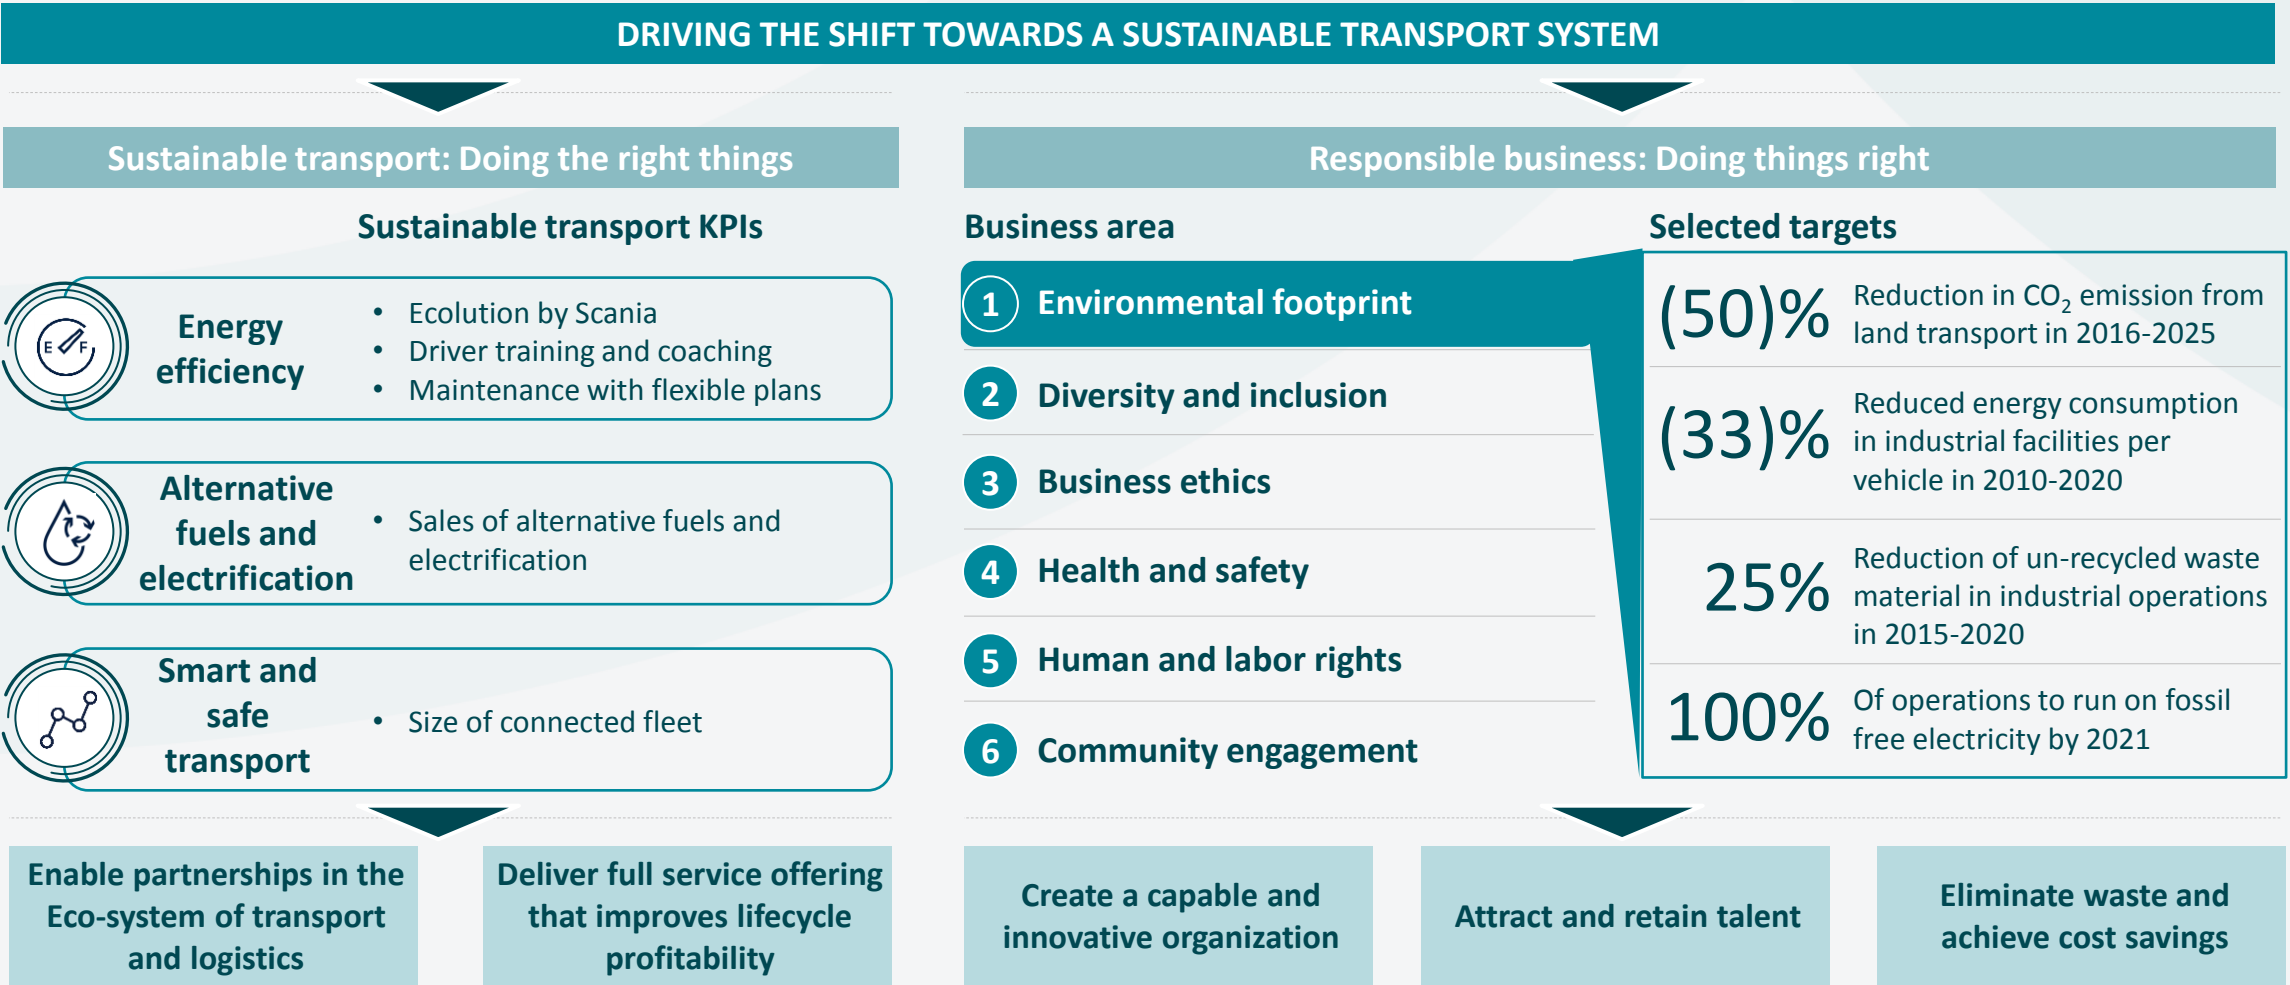 DRIVING THE SHIFT TOWARDS A SUSTAINABLE TRANSPORT SYSTEM
Sustainable transport: Doing the right things
Sustainable transport KPIs
E F
Energy
efficiency
• Ecolution by Scania
• Driver training and coaching
• Maintenance with flexible plans
Alternative
fuels and
electrification
• Sales of alternative fuels and
electrification
Smart and
safe
transport
• Size of connected fleet
Enable partnerships in the
Eco-system of transport
and logistics
Deliver full service offering
that improves lifecycle
profitability
Responsible business: Doing things right
Business area
1 Environmental footprint
2 Diversity and inclusion
3 Business ethics
4 Health and safety
5 Human and labor rights
6 Community engagement
Selected targets
(50)%
Reduction in CO₂ emission from
land transport in 2016-2025
(33)%
Reduced energy consumption
in industrial facilities per
vehicle in 2010-2020
25%
Reduction of un-recycled waste
material in industrial operations
in 2015-2020
100%
Of operations to run on fossil
free electricity by 2021
Create a capable and
innovative organization
Attract and retain talent
Eliminate waste and
achieve cost savings